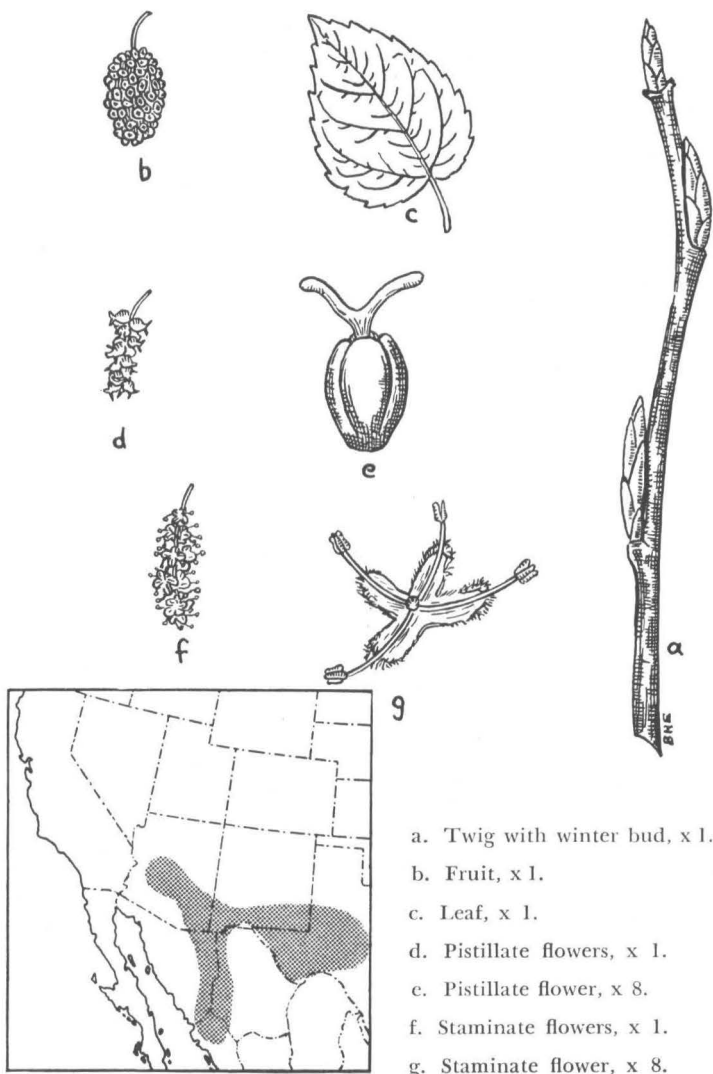 b
c
d
e
f
a
BHE
g
a. Twig with winter bud, x 1.
b. Fruit, x 1.
c. Leaf, x 1.
d. Pistillate flowers, x 1.
e. Pistillate flower, x 8.
f. Staminate flowers, x 1.
g. Staminate flower, x 8.